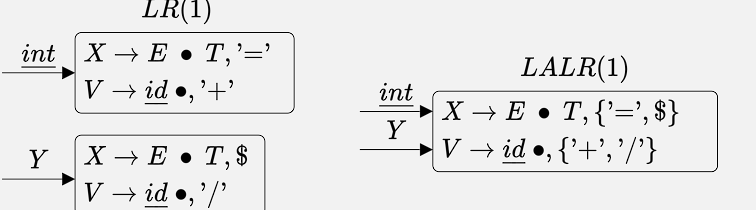 LR(1)
int
X → E • T, '='
V → id •, '+'
Y
X → E • T, $
V → id •, '/'
LALR(1)
int
Y
X → E • T, {'=', $}
V → id •, {'+', '/'}